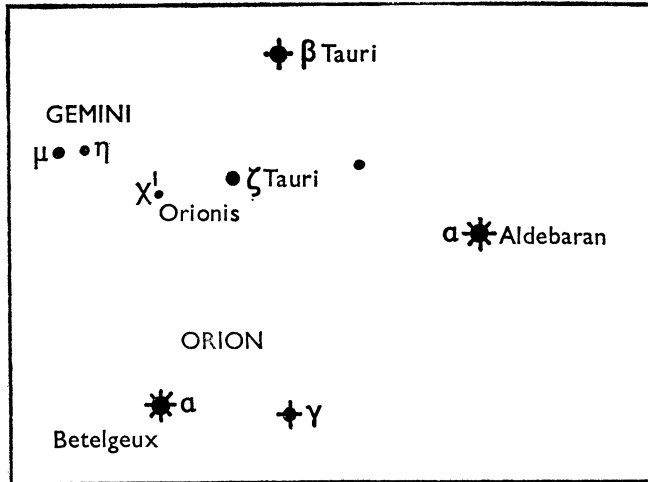 β Tauri
GEMINI
μ η
ζ Tauri
χ¹
Orionis
α Aldebaran
ORION
α
γ
Betelgeux